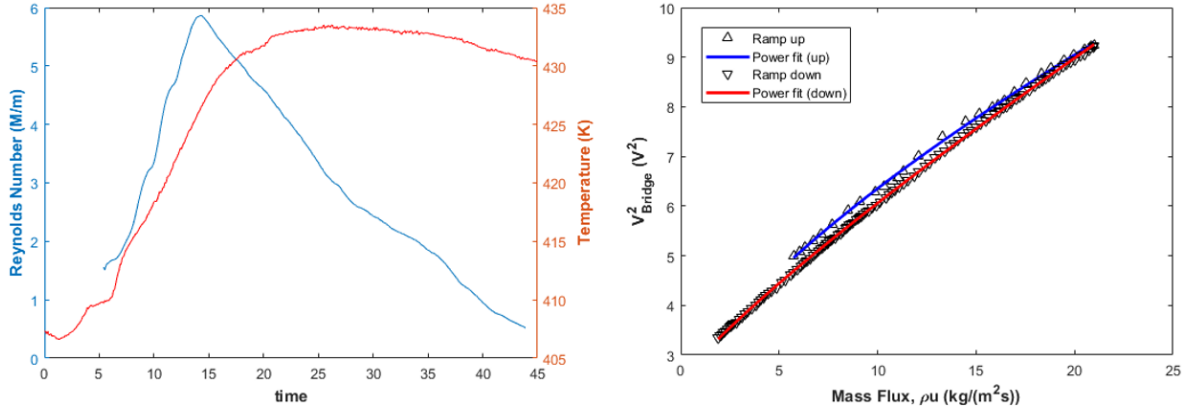 Reynolds Number (M/m)
6
5
4
3
2
1
0
0 5 10 15 20 25 30 35 40 45
time
435
430
425
420
415
410
405
Temperature (K)
V²Bridge (V²)
10
9
8
7
6
5
4
3
Ramp up
Power fit (up)
Ramp down
Power fit (down)
0 5 10 15 20 25
Mass Flux, ρu (kg/(m²s))